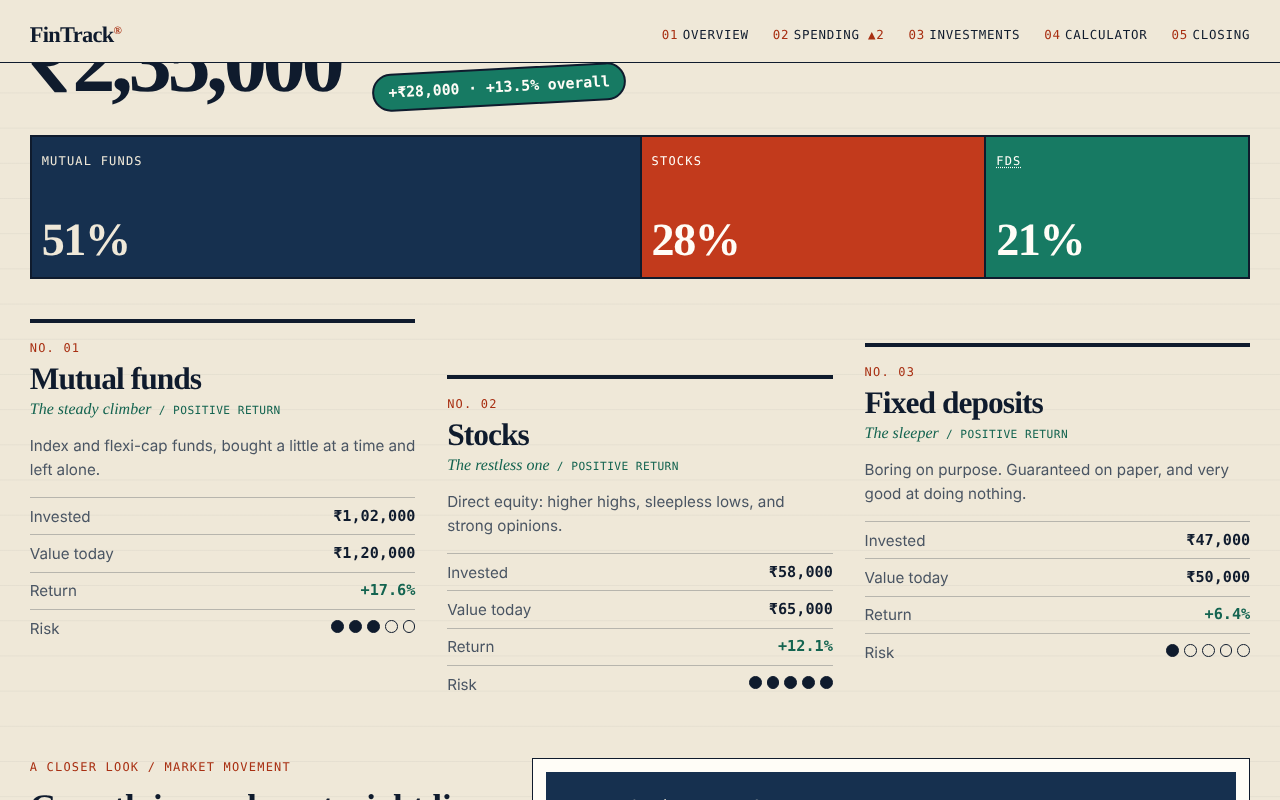 FinTrack®
01 OVERVIEW
02 SPENDING ▲2
03 INVESTMENTS
04 CALCULATOR
05 CLOSING
₹2,35,000
+₹28,000 · +13.5% overall
MUTUAL FUNDS
51%
STOCKS
28%
FDS
21%
NO. 01
Mutual funds
The steady climber / POSITIVE RETURN
Index and flexi-cap funds, bought a little at a time and
left alone.
Invested ₹1,02,000
Value today ₹1,20,000
Return +17.6%
Risk
NO. 02
Stocks
The restless one / POSITIVE RETURN
Direct equity: higher highs, sleepless lows, and
strong opinions.
Invested ₹58,000
Value today ₹65,000
Return +12.1%
Risk
NO. 03
Fixed deposits
The sleeper / POSITIVE RETURN
Boring on purpose. Guaranteed on paper, and very
good at doing nothing.
Invested ₹47,000
Value today ₹50,000
Return +6.4%
Risk
A CLOSER LOOK / MARKET MOVEMENT